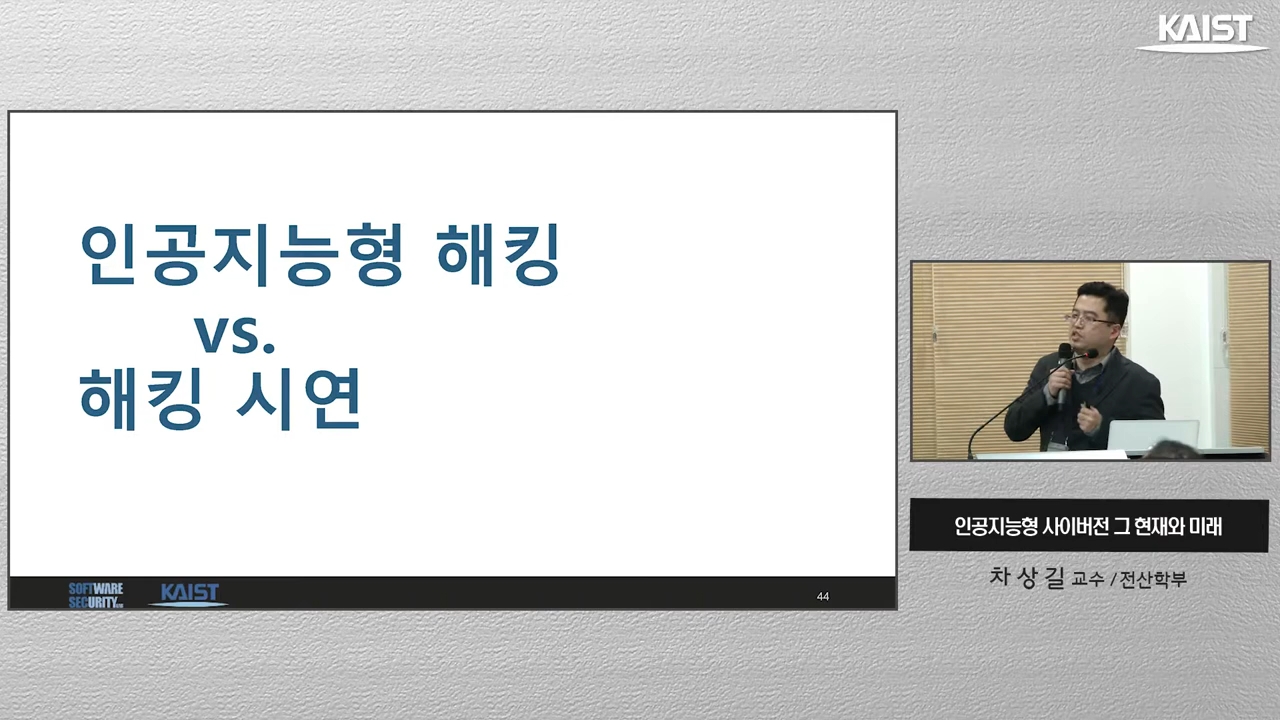 KAIST
인공지능형 해킹
vs.
해킹 시연
SOFTWARE
SECURITY
KAIST
44
인공지능형 사이버전 그 현재와 미래
차상길 교수 / 전산학부